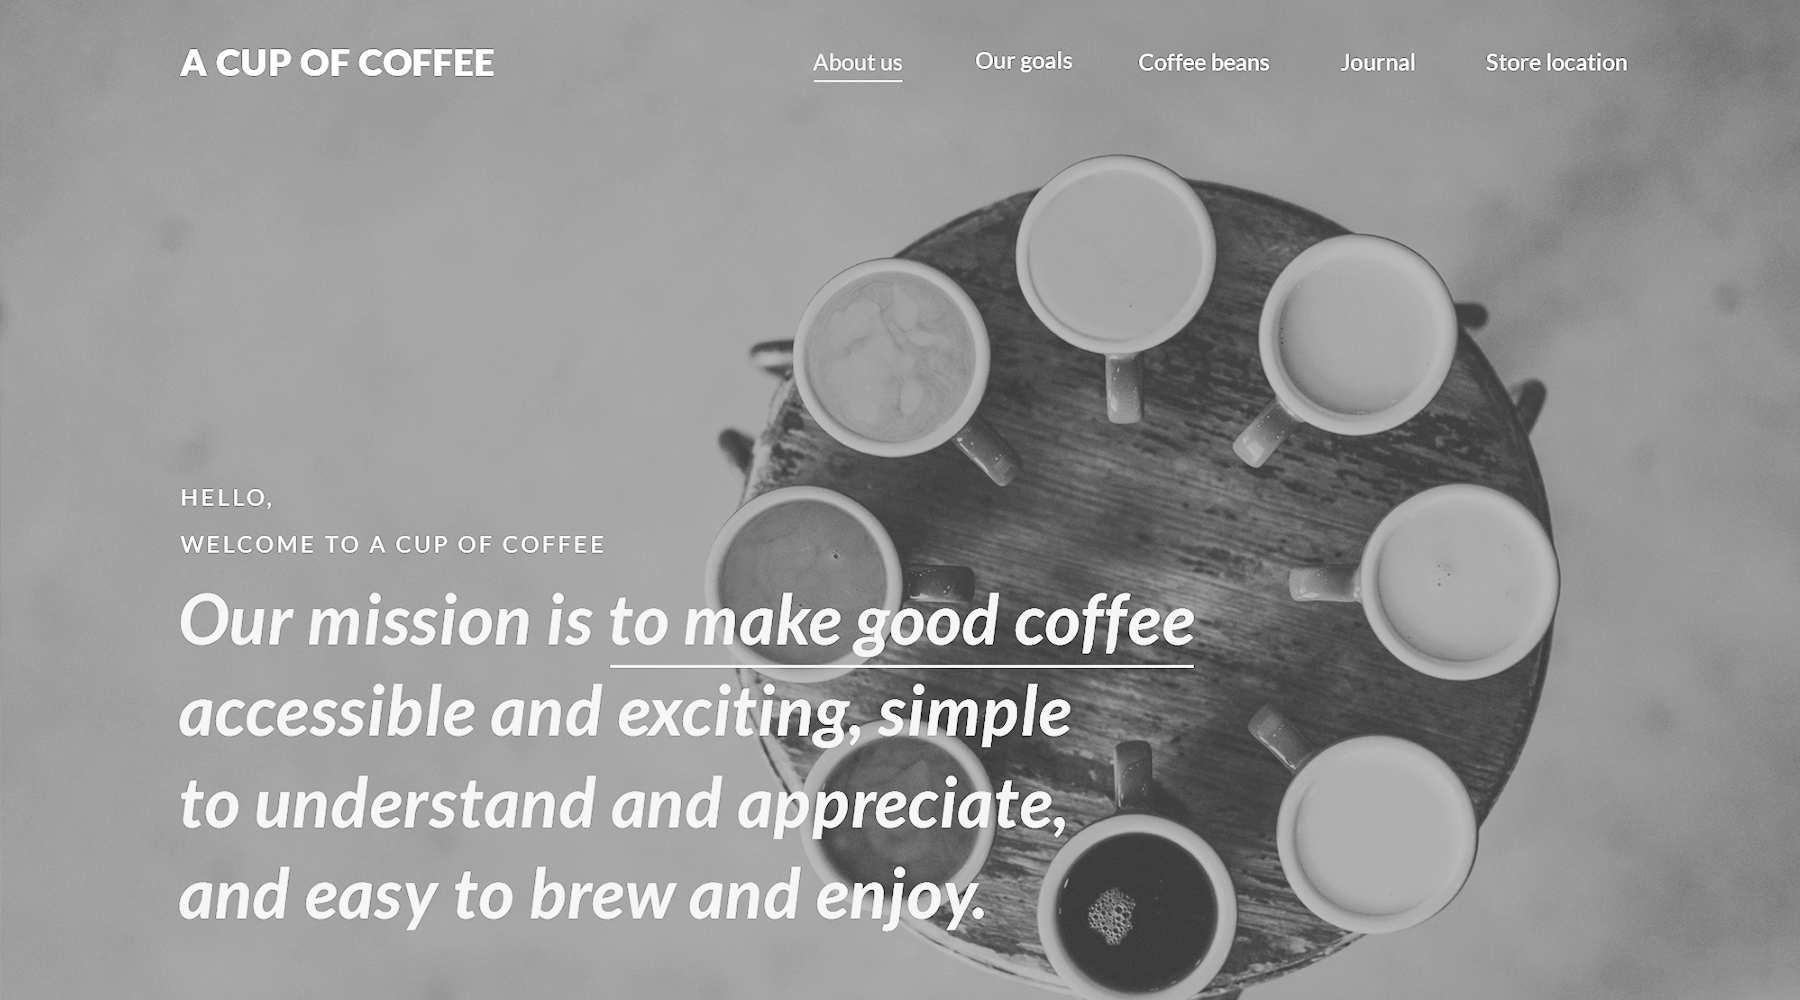 A CUP OF COFFEE
About us
Our goals
Coffee beans
Journal
Store location
HELLO,
WELCOME TO A CUP OF COFFEE
Our mission is to make good coffee
accessible and exciting, simple
to understand and appreciate,
and easy to brew and enjoy.